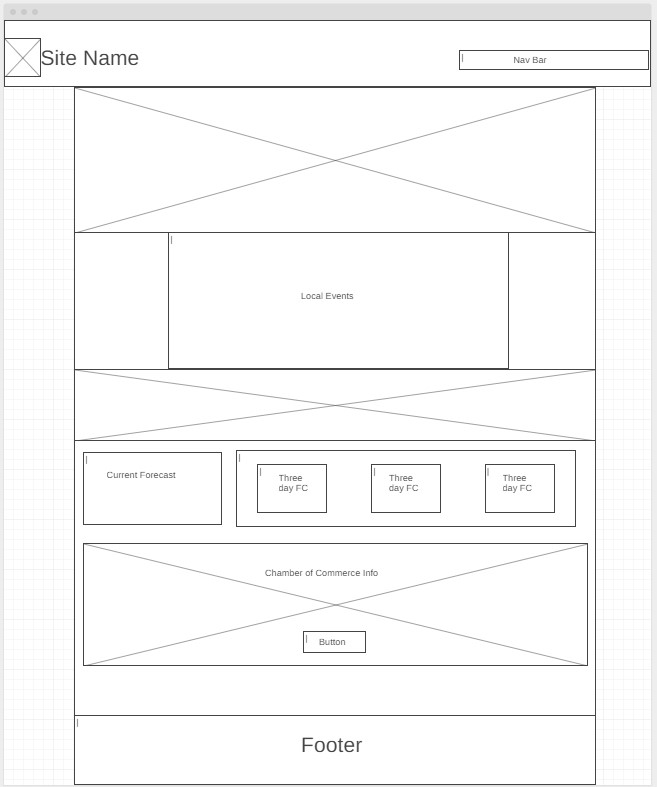 Site Name
Nav Bar
Local Events
Current Forecast
Three
day FC
Three
day FC
Three
day FC
Chamber of Commerce Info
Button
Footer